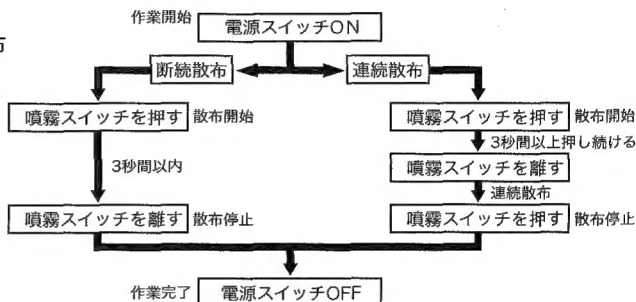 作業開始 電源スイッチON
断続散布 連続散布
噴霧スイッチを押す 散布開始 噴霧スイッチを押す 散布開始
3秒間以上押し続ける
3秒間以内 噴霧スイッチを離す
連続散布
噴霧スイッチを離す 散布停止 噴霧スイッチを押す 散布停止
作業完了 電源スイッチOFF